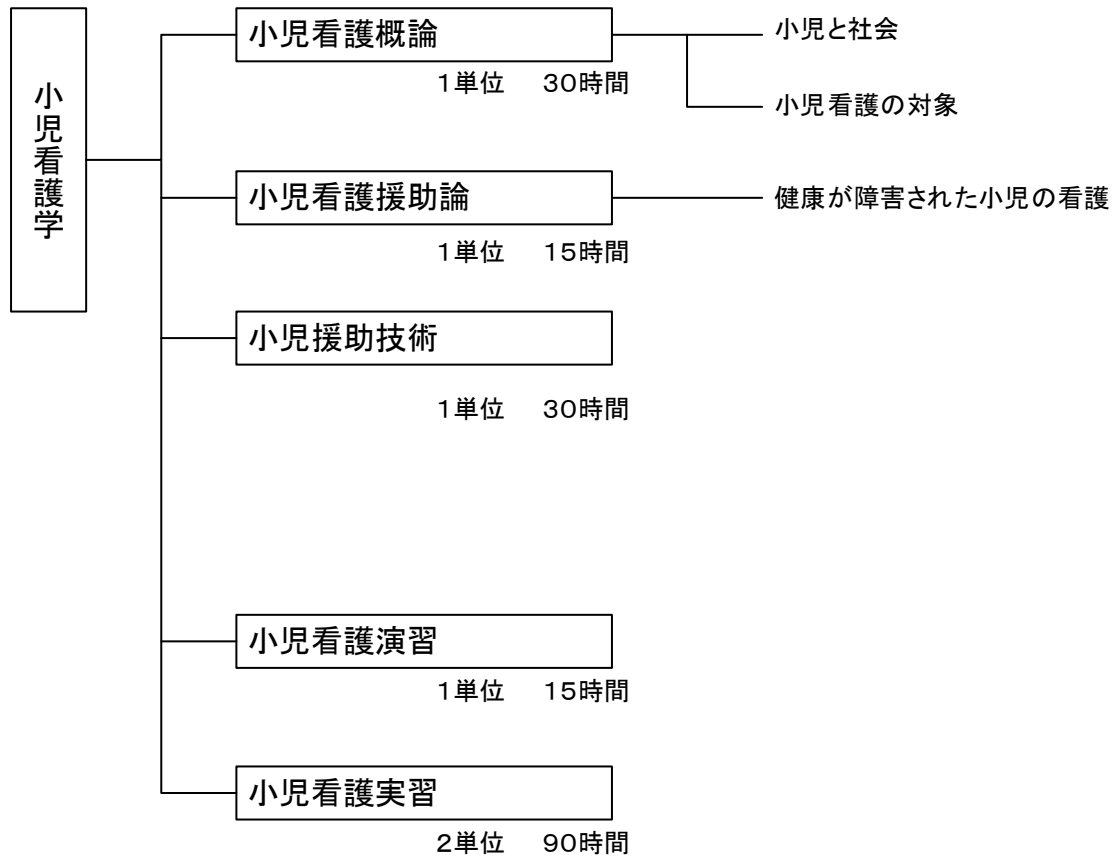 小児看護学
小児看護概論
1単位　30時間
小児と社会
小児看護の対象
小児看護援助論
1単位　15時間
健康が障害された小児の看護
小児援助技術
1単位　30時間
小児看護演習
1単位　15時間
小児看護実習
2単位　90時間